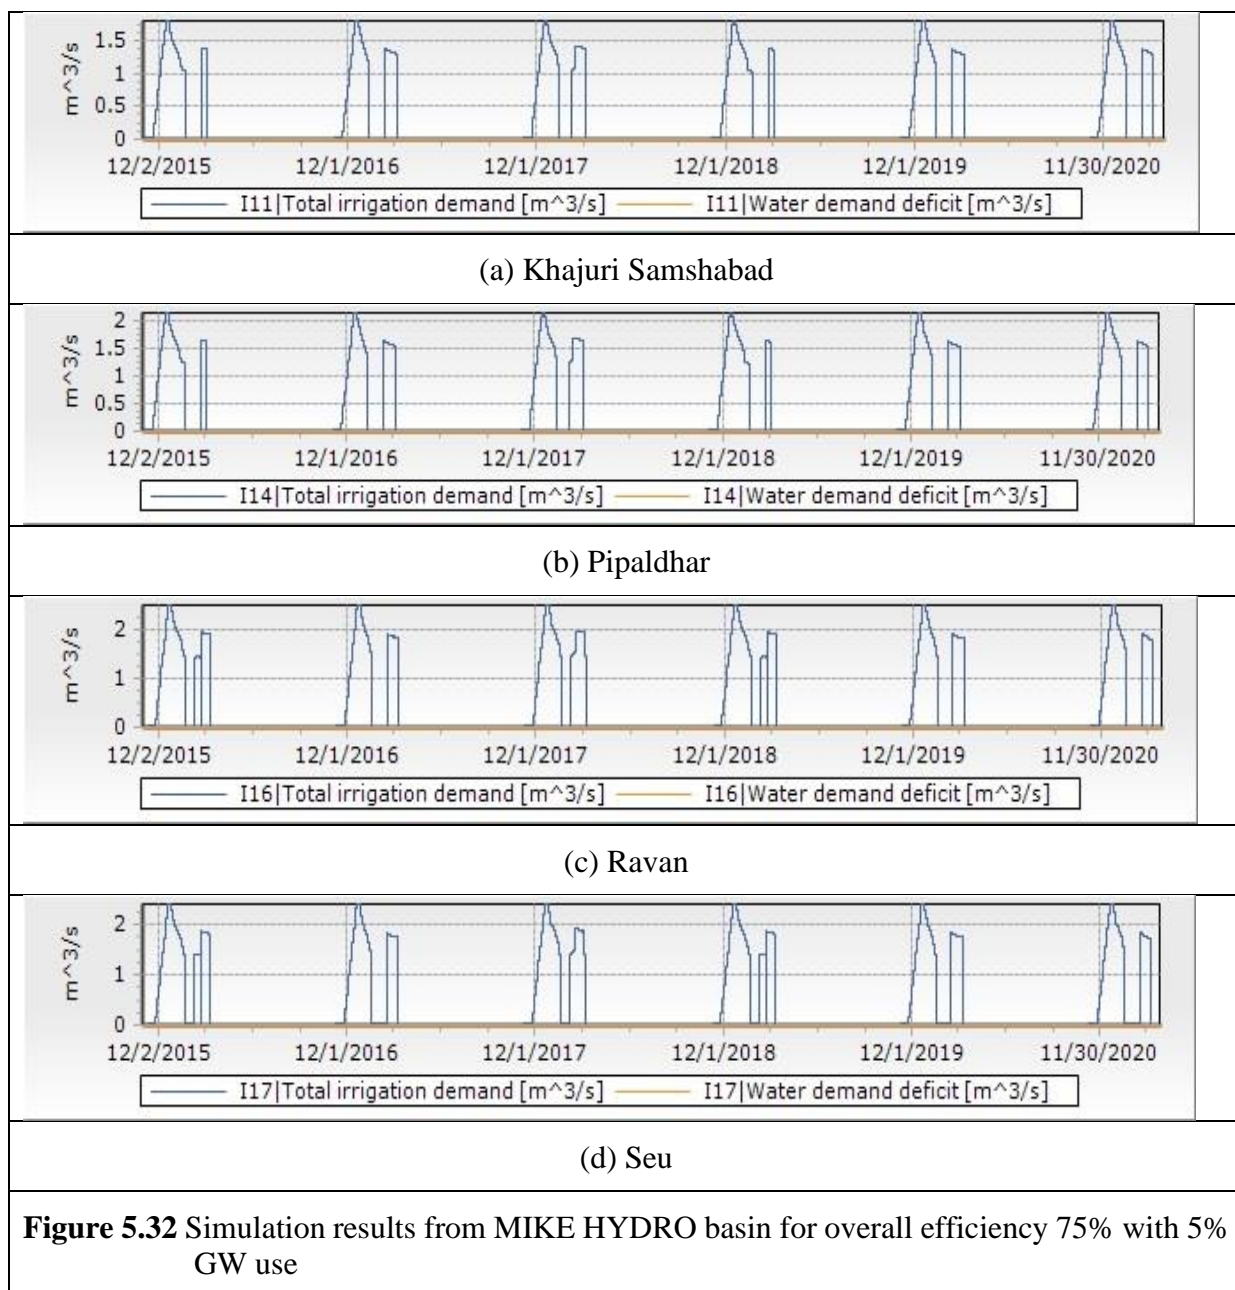 1.5
1
0.5
0
m^3/s
12/2/2015 12/1/2016 12/1/2017 12/1/2018 12/1/2019 11/30/2020
I11|Total irrigation demand [m^3/s] I11|Water demand deficit [m^3/s]
(a) Khajuri Samshabad
2
1.5
1
0.5
0
m^3/s
12/2/2015 12/1/2016 12/1/2017 12/1/2018 12/1/2019 11/30/2020
I14|Total irrigation demand [m^3/s] I14|Water demand deficit [m^3/s]
(b) Pipaldhar
2
1
0
m^3/s
12/2/2015 12/1/2016 12/1/2017 12/1/2018 12/1/2019 11/30/2020
I16|Total irrigation demand [m^3/s] I16|Water demand deficit [m^3/s]
(c) Ravan
2
1
0
m^3/s
12/2/2015 12/1/2016 12/1/2017 12/1/2018 12/1/2019 11/30/2020
I17|Total irrigation demand [m^3/s] I17|Water demand deficit [m^3/s]
(d) Seu
Figure 5.32 Simulation results from MIKE HYDRO basin for overall efficiency 75% with 5%
GW use